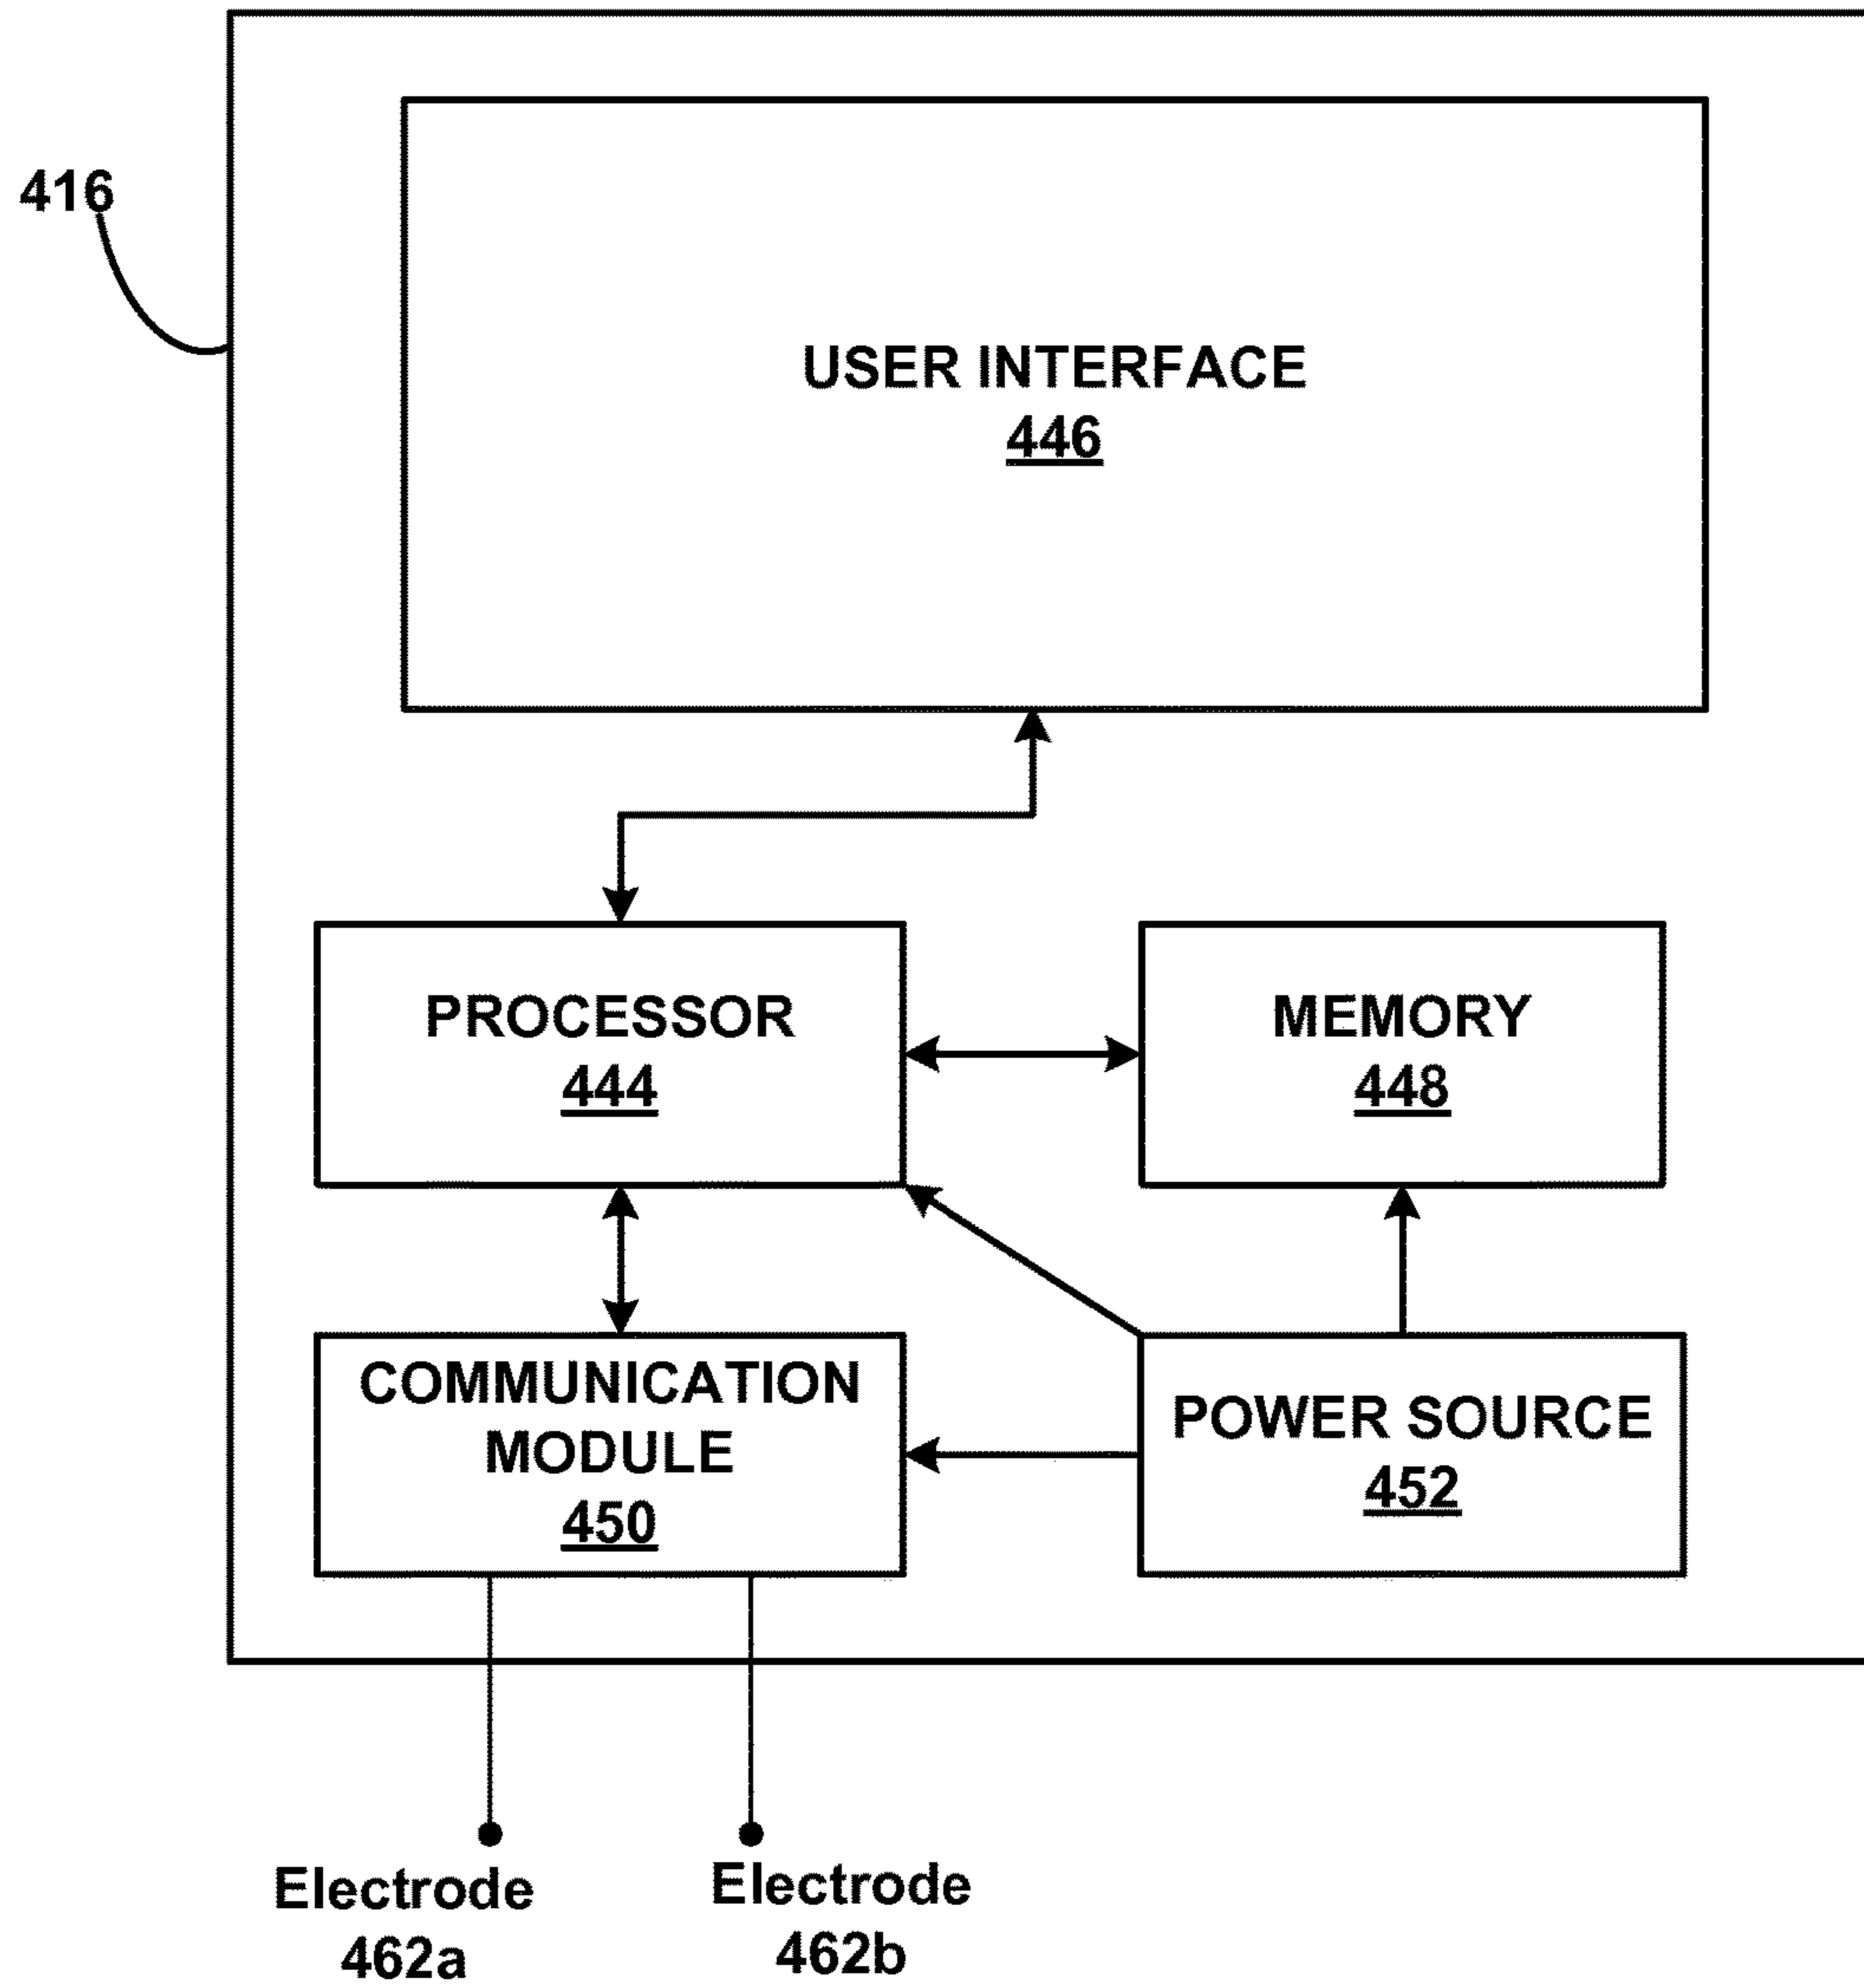 416
USER INTERFACE
446
PROCESSOR
444
MEMORY
448
COMMUNICATION
MODULE
450
POWER SOURCE
452
Electrode
462a
Electrode
462b